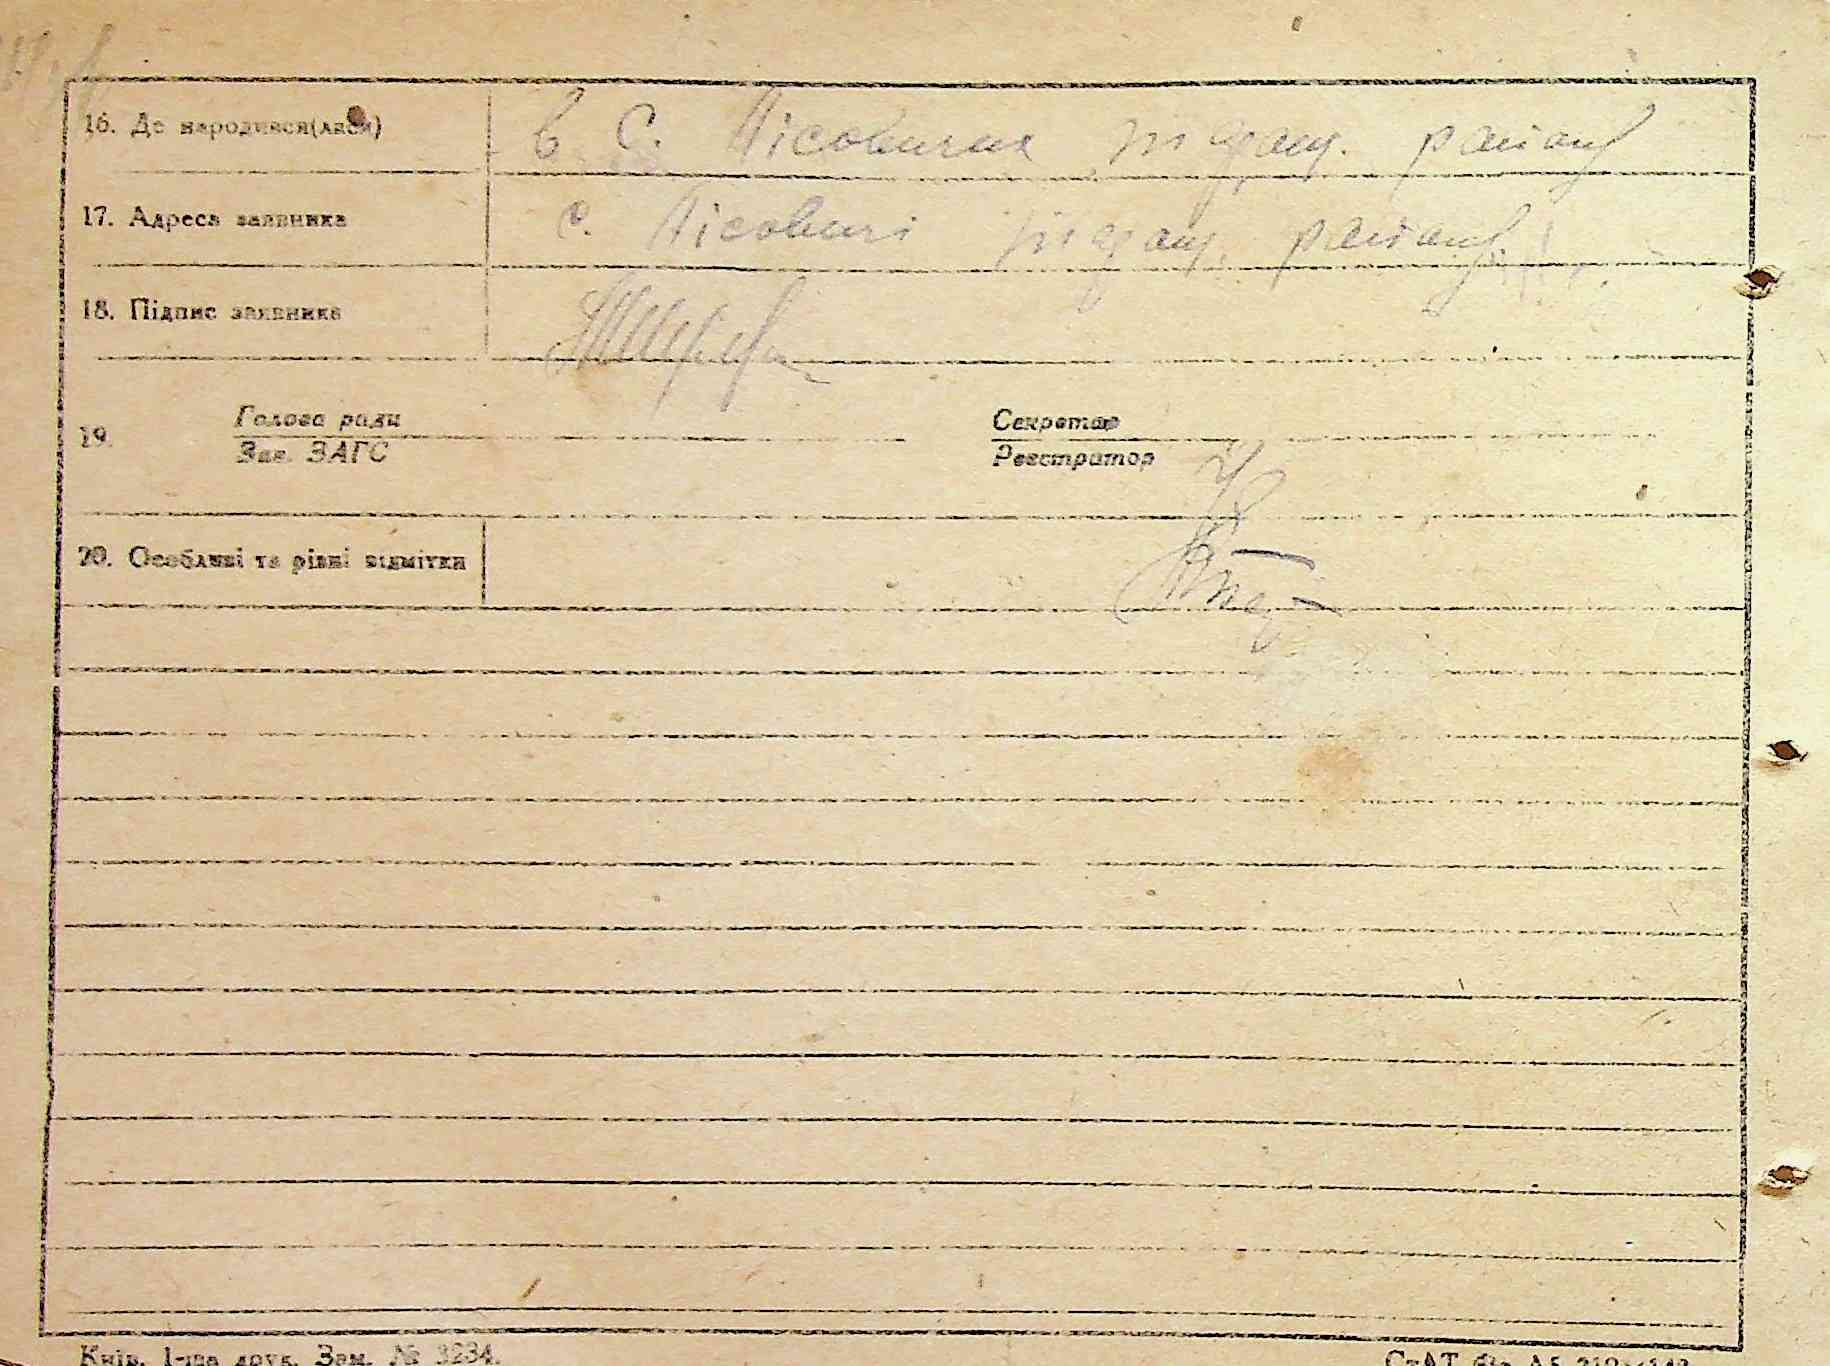 16. Де народився(лася) в с. Лісовичах Таращ. району
17. Адреса заявника с. Лісовичі Таращ. району
18. Підпис заявника
19. Голова ради Секретар
Зав. ЗАГС Реєстратор
20. Особливі та різні відмітки
Київ. 1-ша друк. Зам. № 3234.